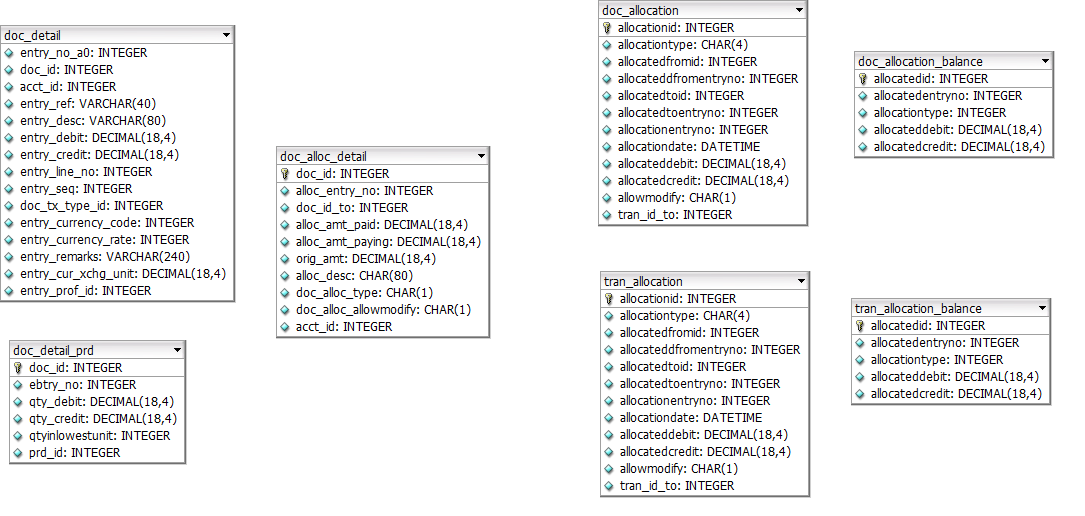 doc_detail
entry_no_a0: INTEGER
doc_id: INTEGER
acct_id: INTEGER
entry_ref: VARCHAR(40)
entry_desc: VARCHAR(80)
entry_debit: DECIMAL(18,4)
entry_credit: DECIMAL(18,4)
entry_line_no: INTEGER
entry_seq: INTEGER
doc_tx_type_id: INTEGER
entry_currency_code: INTEGER
entry_currency_rate: INTEGER
entry_remarks: VARCHAR(240)
entry_cur_xchg_unit: DECIMAL(18,4)
entry_prof_id: INTEGER
doc_detail_prd
doc_id: INTEGER
ebtry_no: INTEGER
qty_debit: DECIMAL(18,4)
qty_credit: DECIMAL(18,4)
qtyinlowestunit: INTEGER
prd_id: INTEGER
doc_alloc_detail
doc_id: INTEGER
alloc_entry_no: INTEGER
doc_id_to: INTEGER
alloc_amt_paid: DECIMAL(18,4)
alloc_amt_paying: DECIMAL(18,4)
orig_amt: DECIMAL(18,4)
alloc_desc: CHAR(80)
doc_alloc_type: CHAR(1)
doc_alloc_allowmodify: CHAR(1)
acct_id: INTEGER
doc_allocation
allocationid: INTEGER
allocationtype: CHAR(4)
allocatedfromid: INTEGER
allocateddfromentryno: INTEGER
allocatedtoid: INTEGER
allocatedtoentryno: INTEGER
allocationentryno: INTEGER
allocationdate: DATETIME
allocateddebit: DECIMAL(18,4)
allocatedcredit: DECIMAL(18,4)
allowmodify: CHAR(1)
tran_id_to: INTEGER
doc_allocation_balance
allocatedid: INTEGER
allocatedentryno: INTEGER
allocationtype: INTEGER
allocateddebit: DECIMAL(18,4)
allocatedcredit: DECIMAL(18,4)
tran_allocation
allocationid: INTEGER
allocationtype: CHAR(4)
allocatedfromid: INTEGER
allocateddfromentryno: INTEGER
allocatedtoid: INTEGER
allocatedtoentryno: INTEGER
allocationentryno: INTEGER
allocationdate: DATETIME
allocateddebit: DECIMAL(18,4)
allocatedcredit: DECIMAL(18,4)
allowmodify: CHAR(1)
tran_id_to: INTEGER
tran_allocation_balance
allocatedid: INTEGER
allocatedentryno: INTEGER
allocationtype: INTEGER
allocateddebit: DECIMAL(18,4)
allocatedcredit: DECIMAL(18,4)